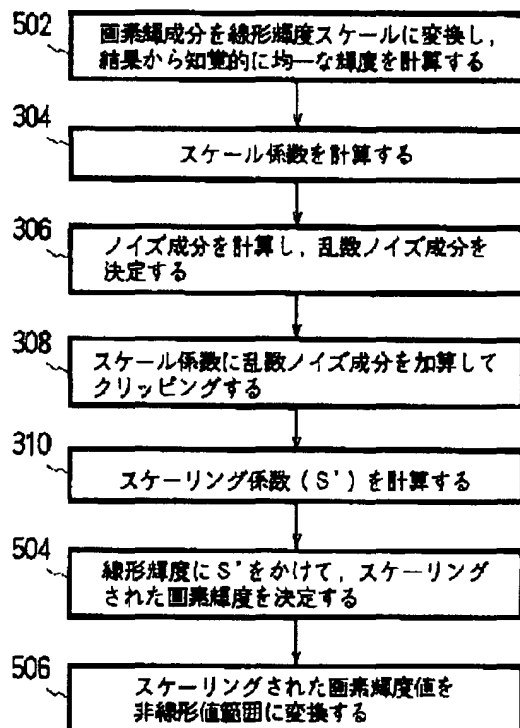 502
画素輝成分を線形輝度スケールに変換し,
結果から知覚的に均一な輝度を計算する
304
スケール係数を計算する
306
ノイズ成分を計算し,乱数ノイズ成分を
決定する
308
スケール係数に乱数ノイズ成分を加算して
クリッピングする
310
スケーリング係数(S')を計算する
504
線形輝度にS'をかけて,スケーリング
された画素輝度を決定する
506
スケーリングされた画素輝度値を
非線形値範囲に変換する